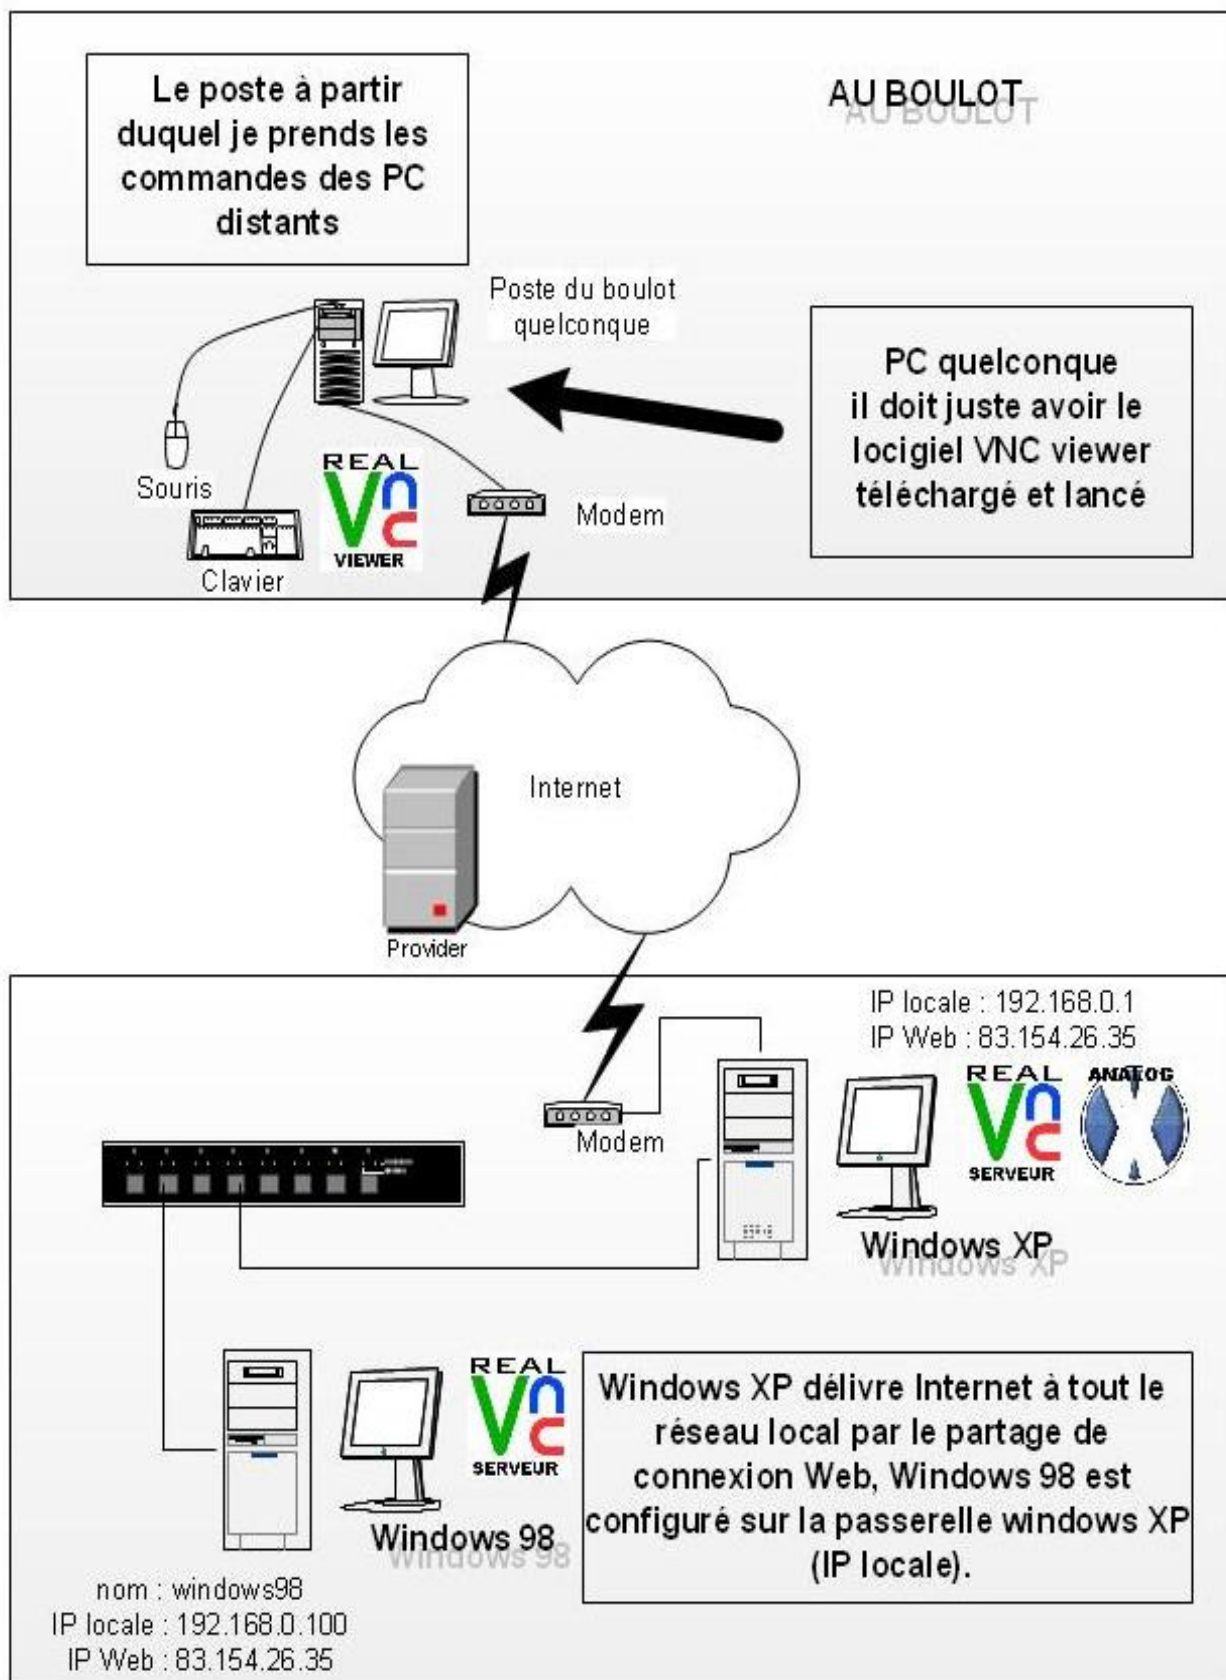 Le poste à partir
duquel je prends les
commandes des PC
distants
AU BOULOT
Poste du boulot
quelconque
PC quelconque
il doit juste avoir le
locigiel VNC viewer
téléchargé et lancé
Souris
Clavier
REAL
Vnc
VIEWER
Modem
Internet
Provider
IP locale : 192.168.0.1
IP Web : 83.154.26.35
REAL
Vnc
SERVEUR
ANALOG
X
Modem
Windows XP
REAL
Vnc
SERVEUR
Windows 98
Windows XP délivre Internet à tout le
réseau local par le partage de
connexion Web, Windows 98 est
configuré sur la passerelle windows XP
(IP locale).
nom : windows98
IP locale : 192.168.0.100
IP Web : 83.154.26.35